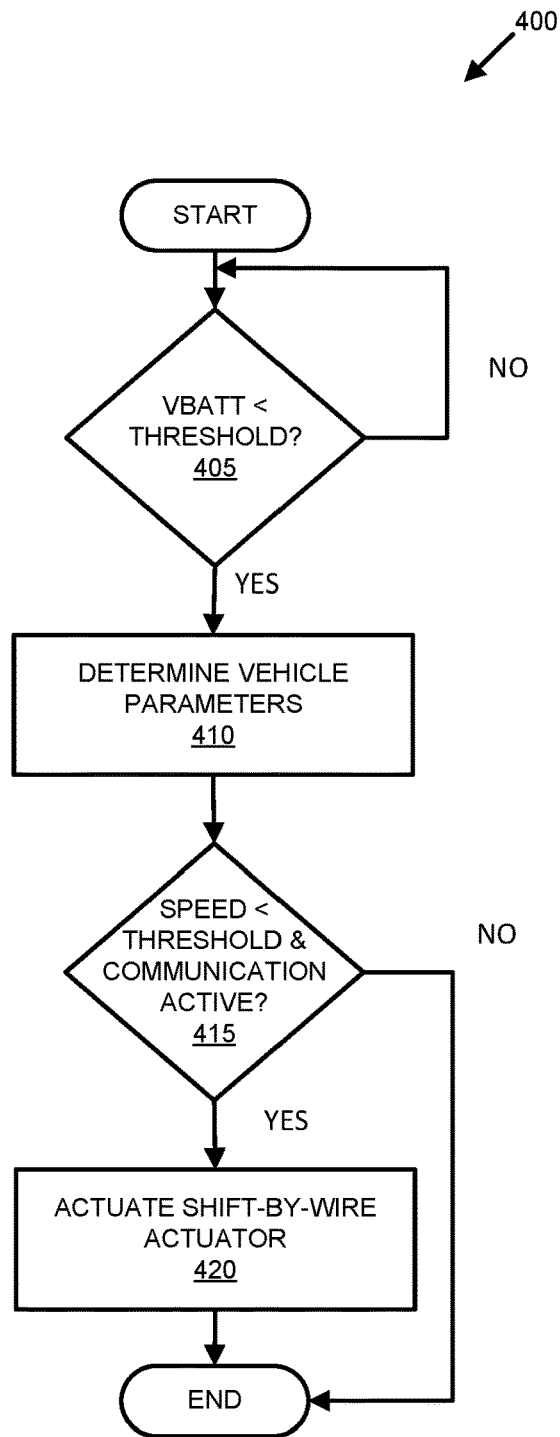 400
START
VBATT <
THRESHOLD?
405
NO
YES
DETERMINE VEHICLE
PARAMETERS
410
SPEED <
THRESHOLD &
COMMUNICATION
ACTIVE?
415
NO
YES
ACTUATE SHIFT-BY-WIRE
ACTUATOR
420
END